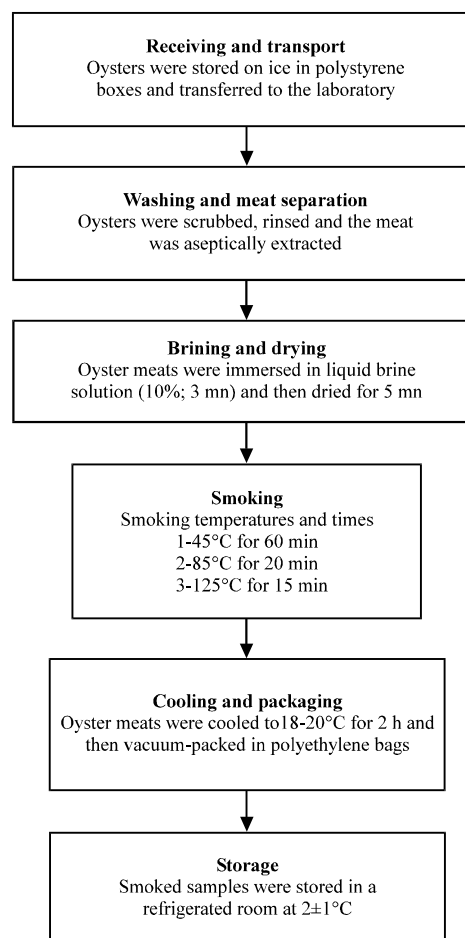 Receiving and transport
Oysters were stored on ice in polystyrene
boxes and transferred to the laboratory
Washing and meat separation
Oysters were scrubbed, rinsed and the meat
was aseptically extracted
Brining and drying
Oyster meats were immersed in liquid brine
solution (10%; 3 mn) and then dried for 5 mn
Smoking
Smoking temperatures and times
1-45°C for 60 min
2-85°C for 20 min
3-125°C for 15 min
Cooling and packaging
Oyster meats were cooled to18-20°C for 2 h and
then vacuum-packed in polyethylene bags
Storage
Smoked samples were stored in a
refrigerated room at 2±1°C